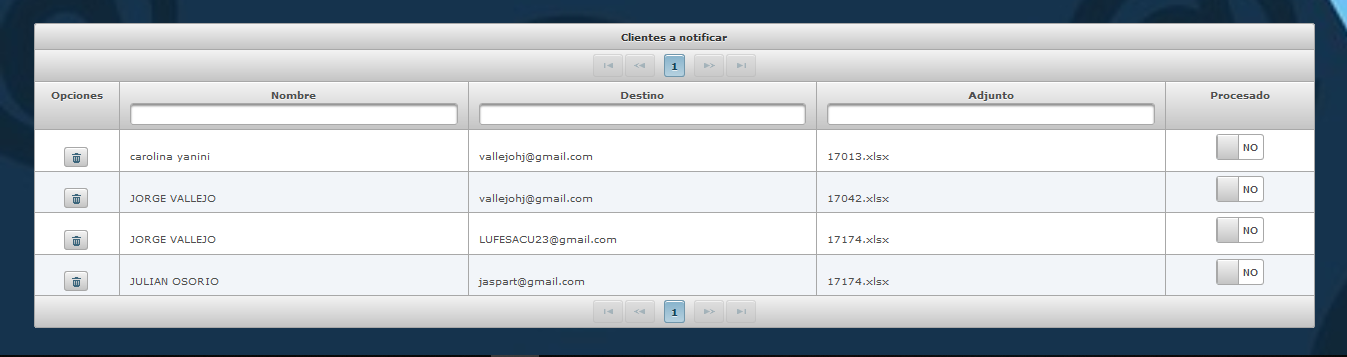 Clientes a notificar
1
Opciones Nombre Destino Adjunto Procesado
carolina yanini vallejohj@gmail.com 17013.xlsx NO
JORGE VALLEJO vallejohj@gmail.com 17042.xlsx NO
JORGE VALLEJO LUFESACU23@gmail.com 17174.xlsx NO
JULIAN OSORIO jaspart@gmail.com 17174.xlsx NO
1